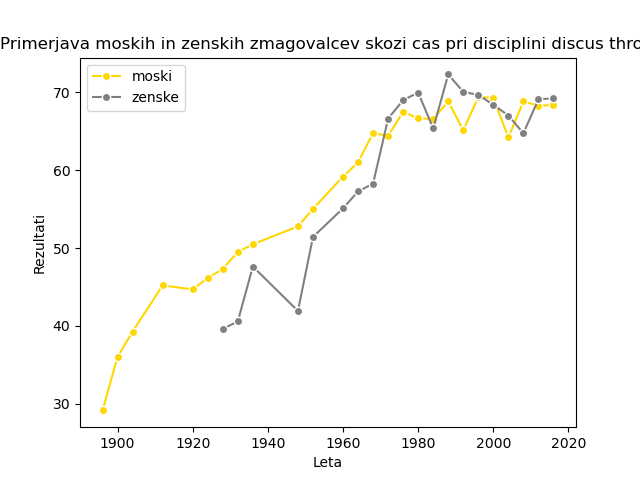 Primerjava moskih in zenskih zmagovalcev skozi cas pri disciplini discus thro
moski
zenske
70
60
50
40
30
Rezultati
1900 1920 1940 1960 1980 2000 2020
Leta